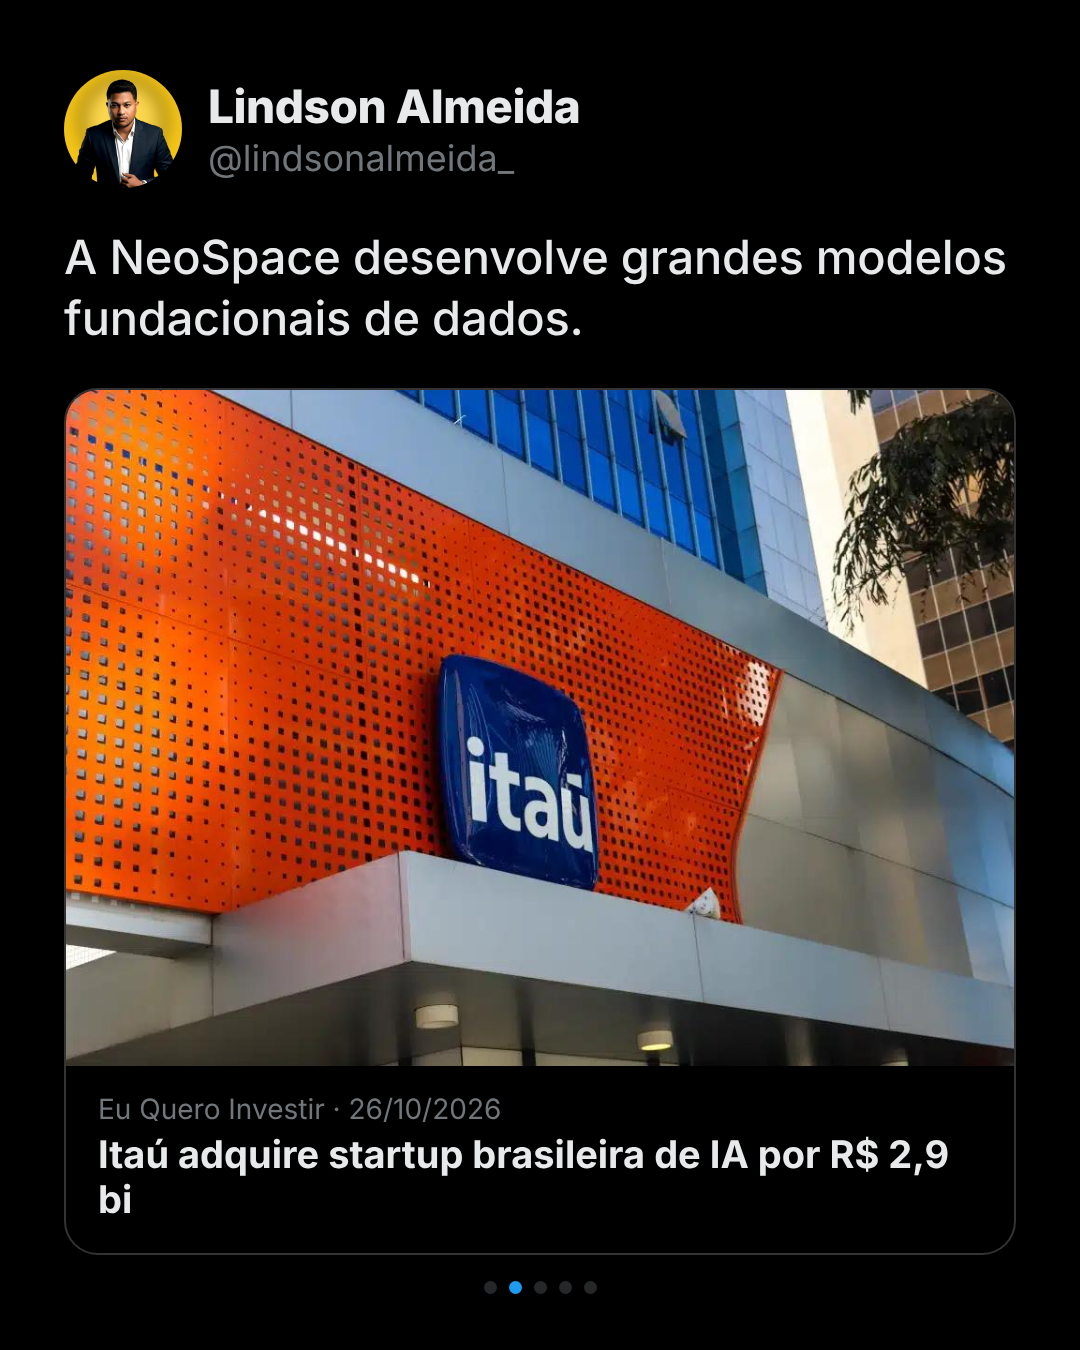 Lindson Almeida
@lindsonalmeida_
A NeoSpace desenvolve grandes modelos
fundacionais de dados.
itaú
Eu Quero Investir · 26/10/2026
Itaú adquire startup brasileira de IA por R$ 2,9
bi